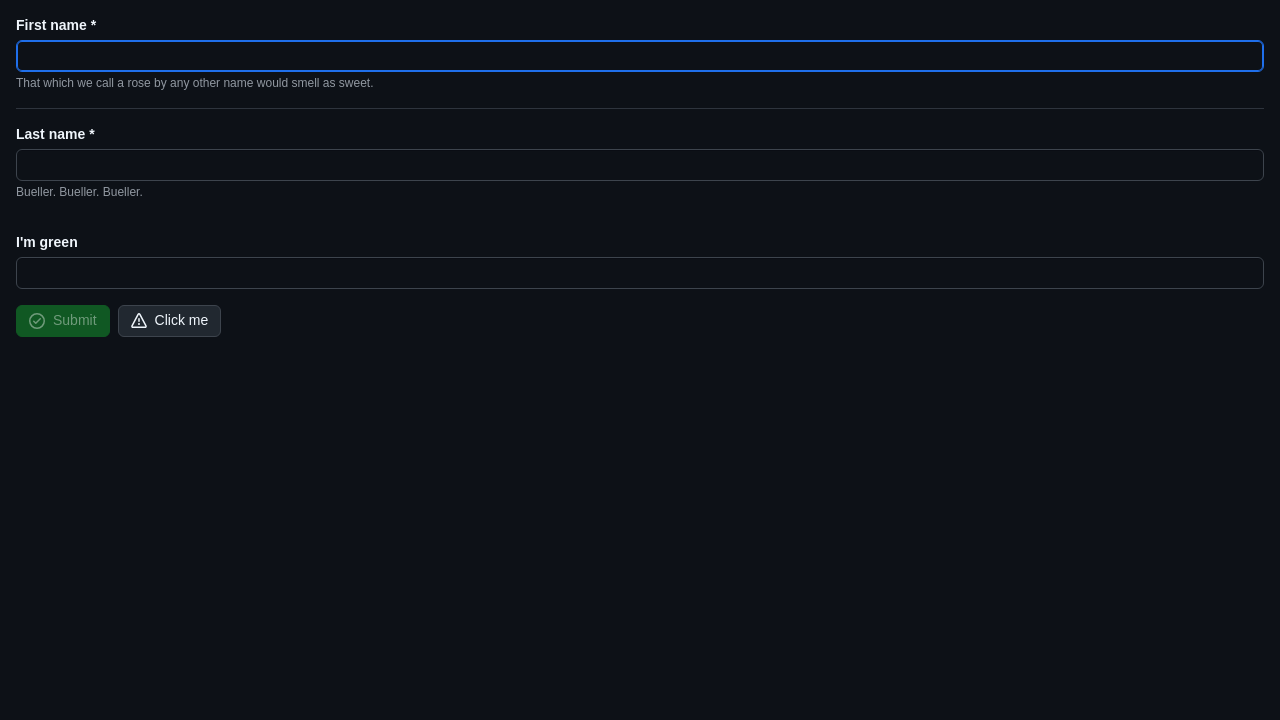 First name *
That which we call a rose by any other name would smell as sweet.
Last name *
Bueller. Bueller. Bueller.
I'm green
Submit
Click me